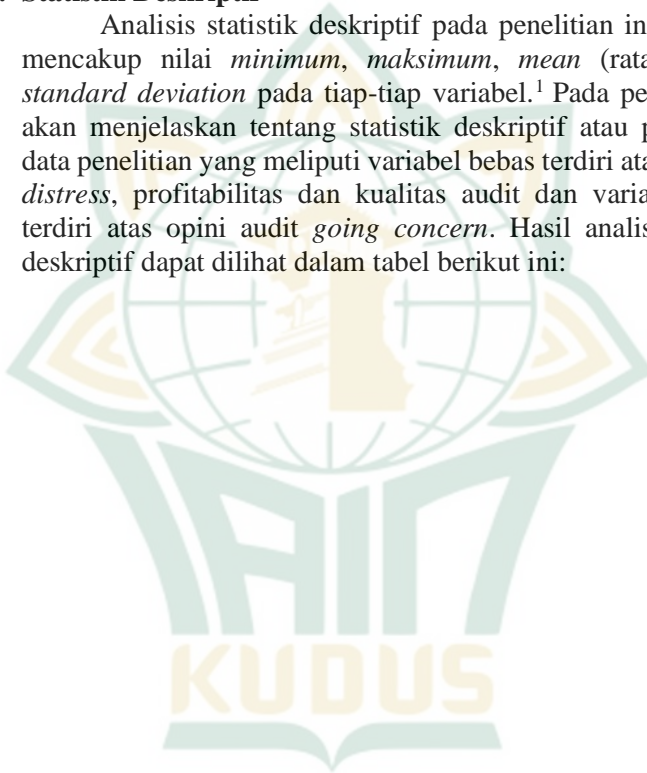 Statistik Deskriptif
Analisis statistik deskriptif pada penelitian in
mencakup nilai minimum, maksimum, mean (rata
standard deviation pada tiap-tiap variabel.¹ Pada pe
akan menjelaskan tentang statistik deskriptif atau p
data penelitian yang meliputi variabel bebas terdiri ata
distress, profitabilitas dan kualitas audit dan varia
terdiri atas opini audit going concern. Hasil analis
deskriptif dapat dilihat dalam tabel berikut ini:
IAIN
KUDUS